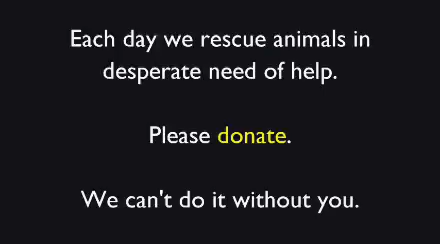 Each day we rescue animals in
desperate need of help.
Please donate.
We can't do it without you.